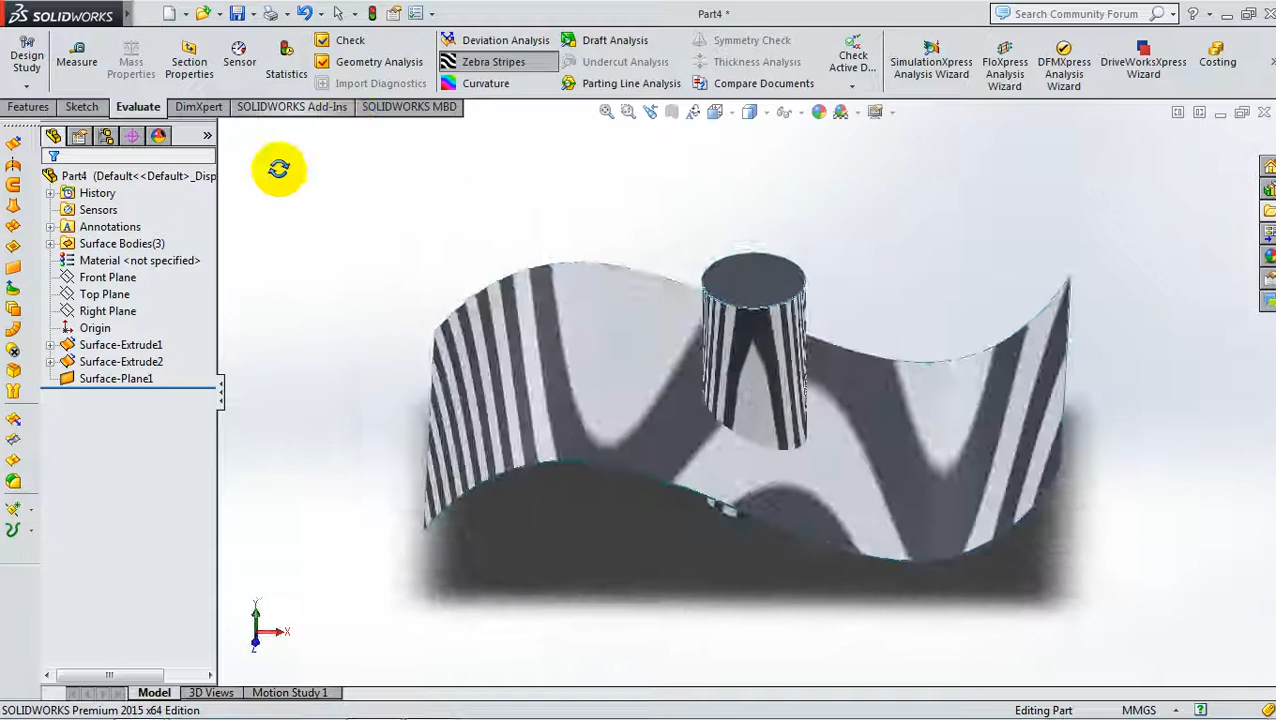 SOLIDWORKS
Part4 *
Search Community Forum
Design Study
Measure
Mass Properties
Section Properties
Sensor
Statistics
Check
Geometry Analysis
Import Diagnostics
Deviation Analysis
Zebra Stripes
Curvature
Draft Analysis
Undercut Analysis
Parting Line Analysis
Symmetry Check
Thickness Analysis
Compare Documents
Check Active D...
SimulationXpress Analysis Wizard
FloXpress Analysis Wizard
DFMXpress Analysis Wizard
DriveWorksXpress Wizard
Costing
Features
Sketch
Evaluate
DimXpert
SOLIDWORKS Add-Ins
SOLIDWORKS MBD
Part4 (Default<<Default>_Disp
History
Sensors
Annotations
Surface Bodies(3)
Material <not specified>
Front Plane
Top Plane
Right Plane
Origin
Surface-Extrude1
Surface-Extrude2
Surface-Plane1
Y
X
Z
Model
3D Views
Motion Study 1
SOLIDWORKS Premium 2015 x64 Edition
Editing Part
MMGS